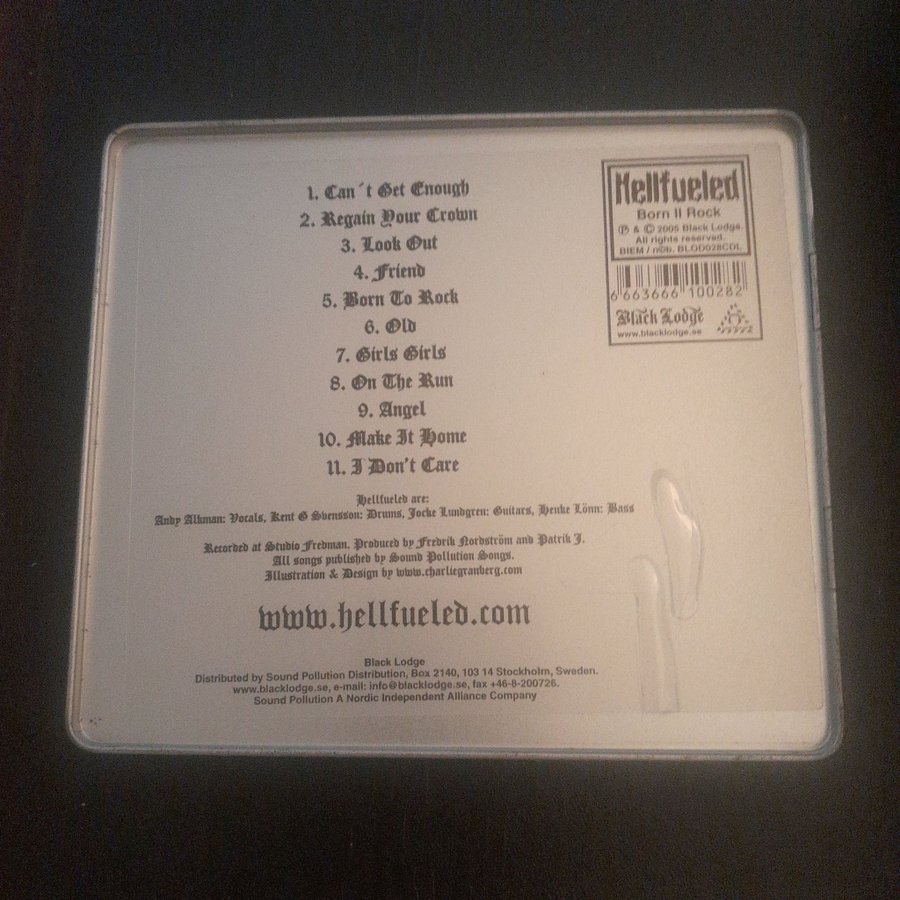 1. Can´t Get Enough
2. Regain Your Crown
3. Look Out
4. Friend
5. Born To Rock
6. Old
7. Girls Girls
8. On The Run
9. Angel
10. Make It Home
11. I Don't Care
Hellfueled are:
Andy Alkman: Vocals, Kent G Svensson: Drums, Jocke Lundgren: Guitars, Henke Lönn: Bass
Recorded at Studio Fredman. Produced by Fredrik Nordström and Patrik J.
All songs published by Sound Pollution Songs.
Illustration & Design by www.charliegranberg.com
www.hellfueled.com
Black Lodge
Distributed by Sound Pollution Distribution, Box 2140, 103 14 Stockholm, Sweden.
www.blacklodge.se, e-mail: info@blacklodge.se, fax +46-8-200726.
Sound Pollution A Nordic Independent Alliance Company
Hellfueled
Born II Rock
℗ & © 2005 Black Lodge.
All rights reserved.
BIEM / n©b. BLOD028CDL
6 663666 100282
Black Lodge
www.blacklodge.se